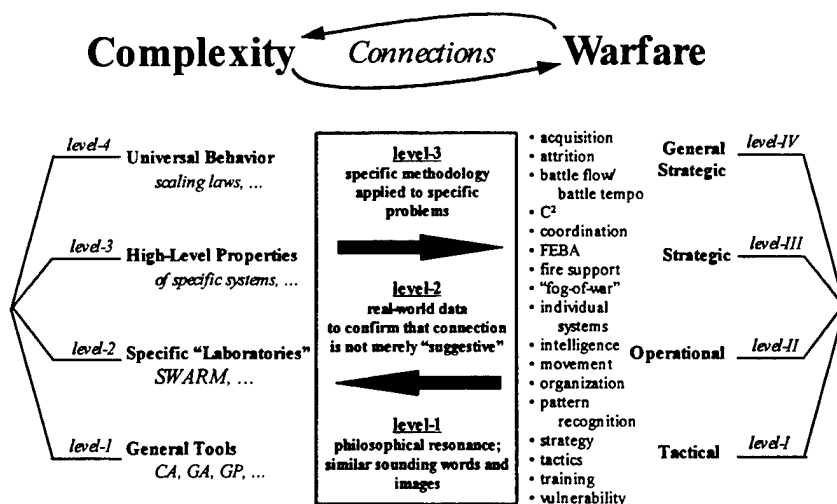 Complexity Connections Warfare
level-4
Universal Behavior
scaling laws, ...
level-3
High-Level Properties
of specific systems, ...
level-2
Specific "Laboratories"
SWARM, ...
level-1
General Tools
CA, GA, GP, ...
level-3
specific methodology
applied to specific
problems
level-2
real-world data
to confirm that connection
is not merely "suggestive"
level-1
philosophical resonance;
similar sounding words and
images
• acquisition
• attrition
• battle flow/
battle tempo
• C²
• coordination
• FEBA
• fire support
• "fog-of-war"
• individual
systems
• intelligence
• movement
• organization
• pattern
recognition
• strategy
• tactics
• training
• vulnerability
level-IV
General
Strategic
level-III
Strategic
level-II
Operational
level-I
Tactical